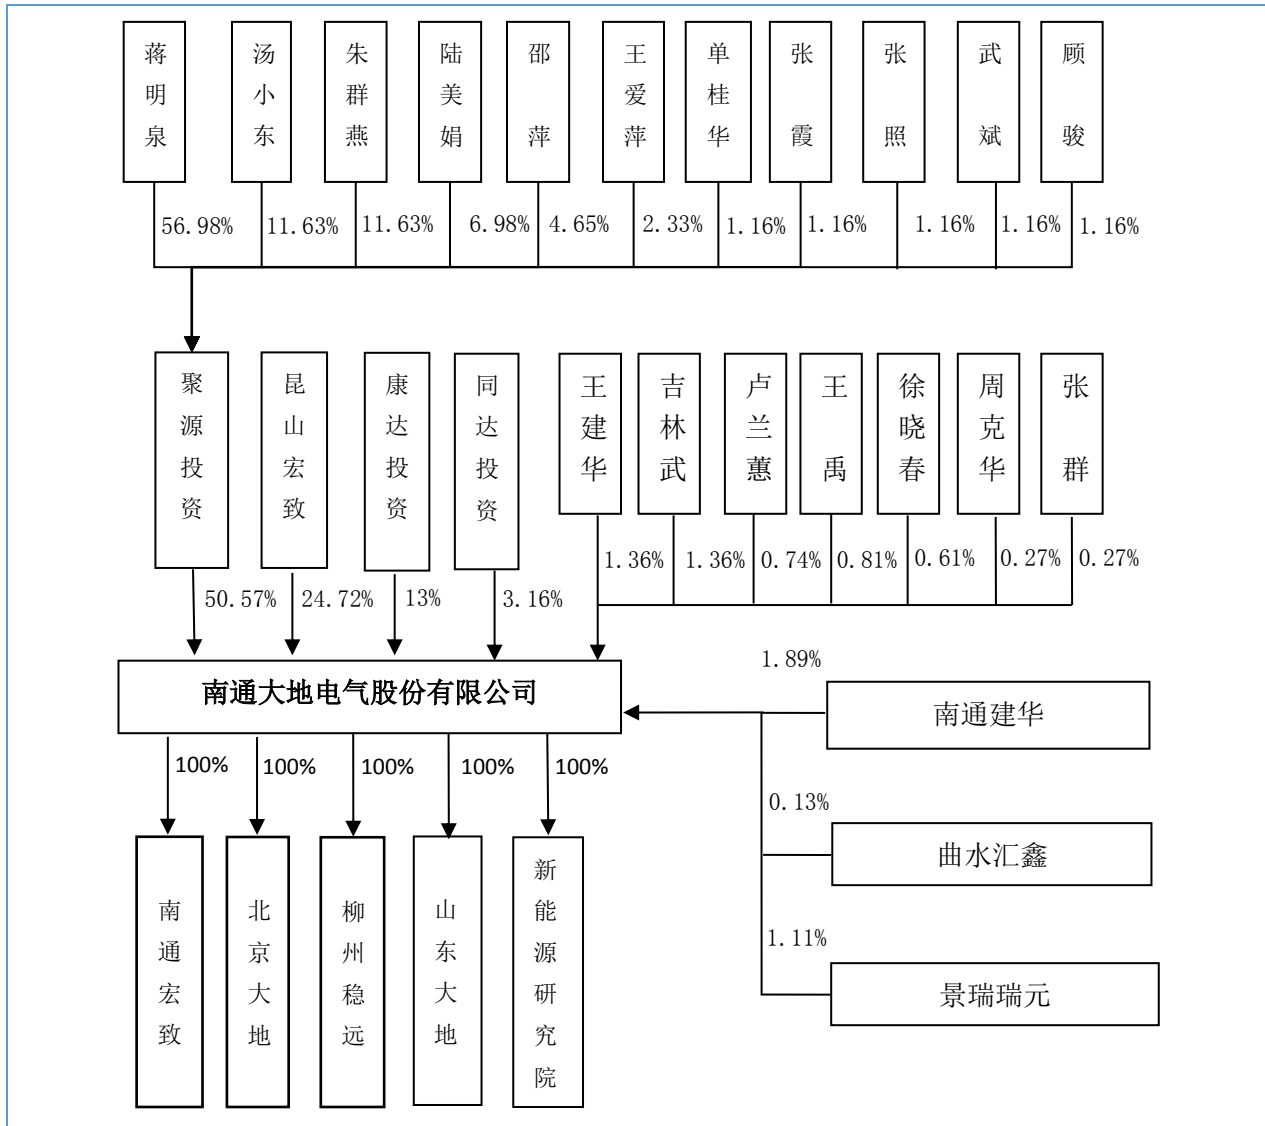 蒋明泉
汤小东
朱群燕
陆美娟
邵萍
王爱萍
单桂华
张霞
张照
武斌
顾骏
56.98%
11.63%
11.63%
6.98%
4.65%
2.33%
1.16%
1.16%
1.16%
1.16%
1.16%
聚源投资
昆山宏致
康达投资
同达投资
王建华
吉林武
卢兰蕙
王禹
徐晓春
周克华
张群
1.36%
1.36%
0.74%
0.81%
0.61%
0.27%
0.27%
50.57%
24.72%
13%
3.16%
南通大地电气股份有限公司
1.89%
南通建华
0.13%
曲水汇鑫
1.11%
景瑞瑞元
100%
100%
100%
100%
100%
南通宏致
北京大地
柳州稳远
山东大地
新能源研究院